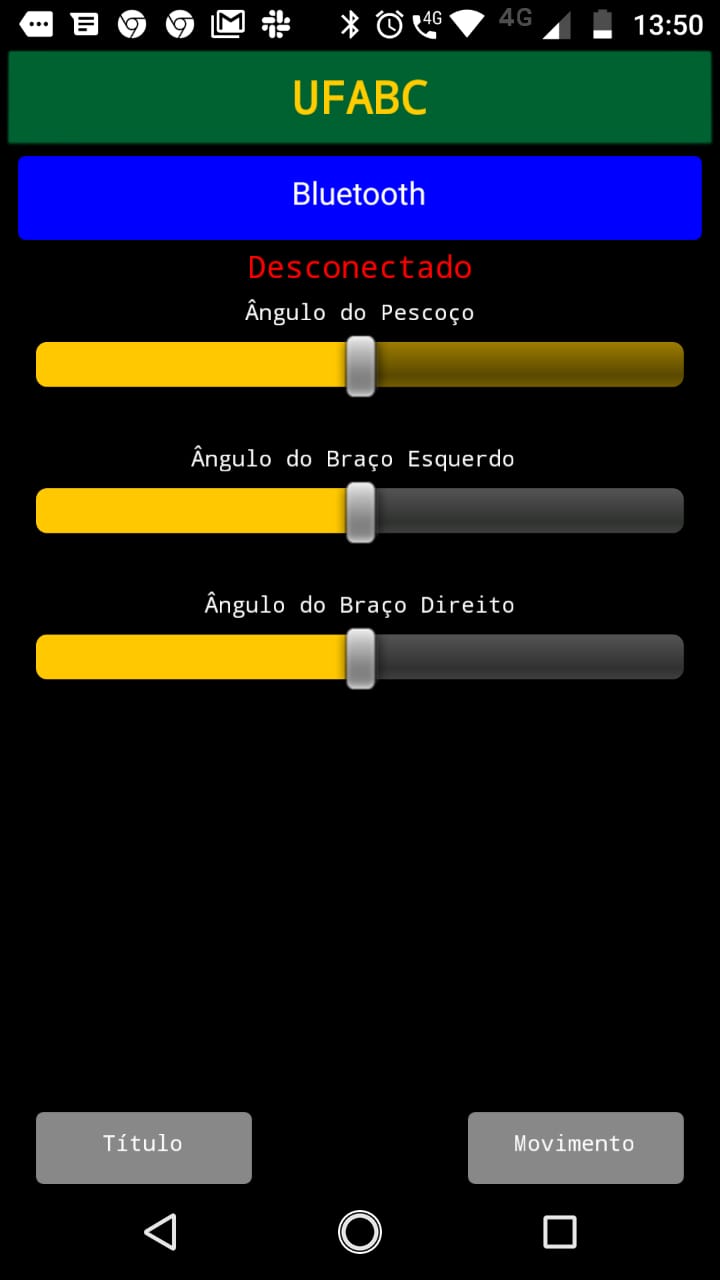 4G
4G
13:50
UFABC
Bluetooth
Desconectado
Ângulo do Pescoço
Ângulo do Braço Esquerdo
Ângulo do Braço Direito
Título
Movimento